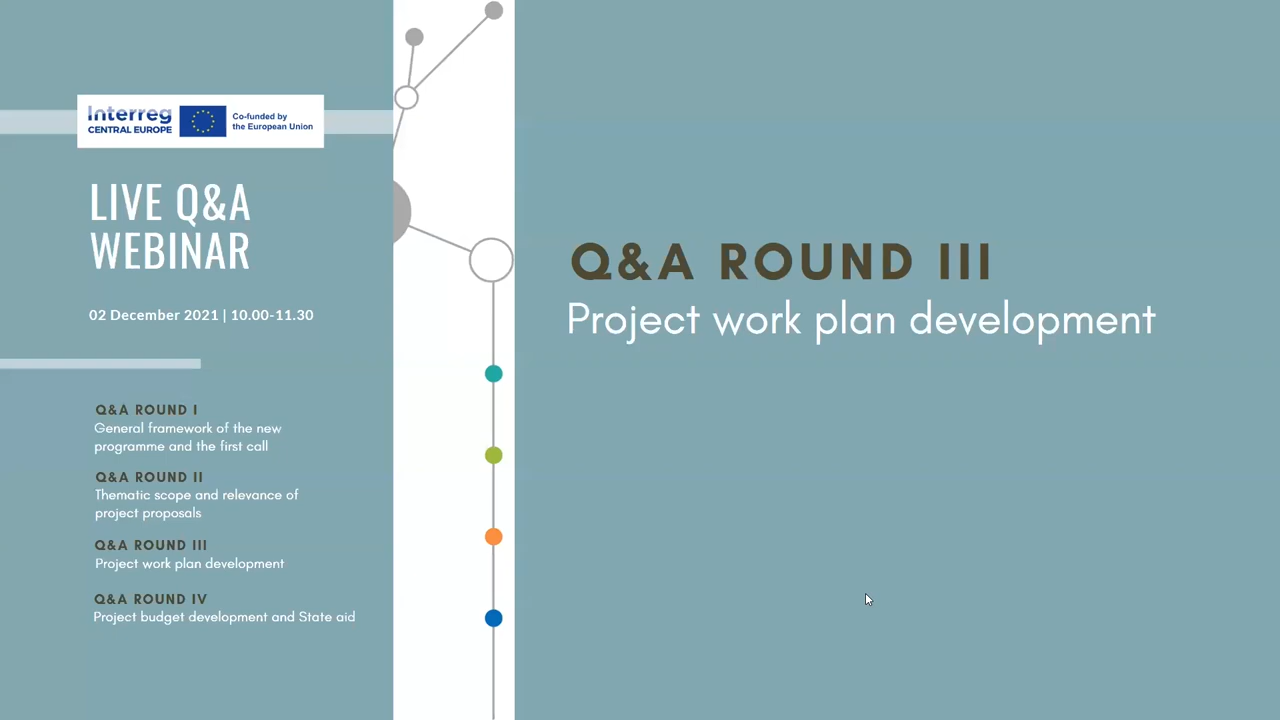 Interreg
CENTRAL EUROPE
Co-funded by
the European Union
LIVE Q&A
WEBINAR
02 December 2021 | 10.00-11.30
Q&A ROUND I
General framework of the new
programme and the first call
Q&A ROUND II
Thematic scope and relevance of
project proposals
Q&A ROUND III
Project work plan development
Q&A ROUND IV
Project budget development and State aid
Q&A ROUND III
Project work plan development